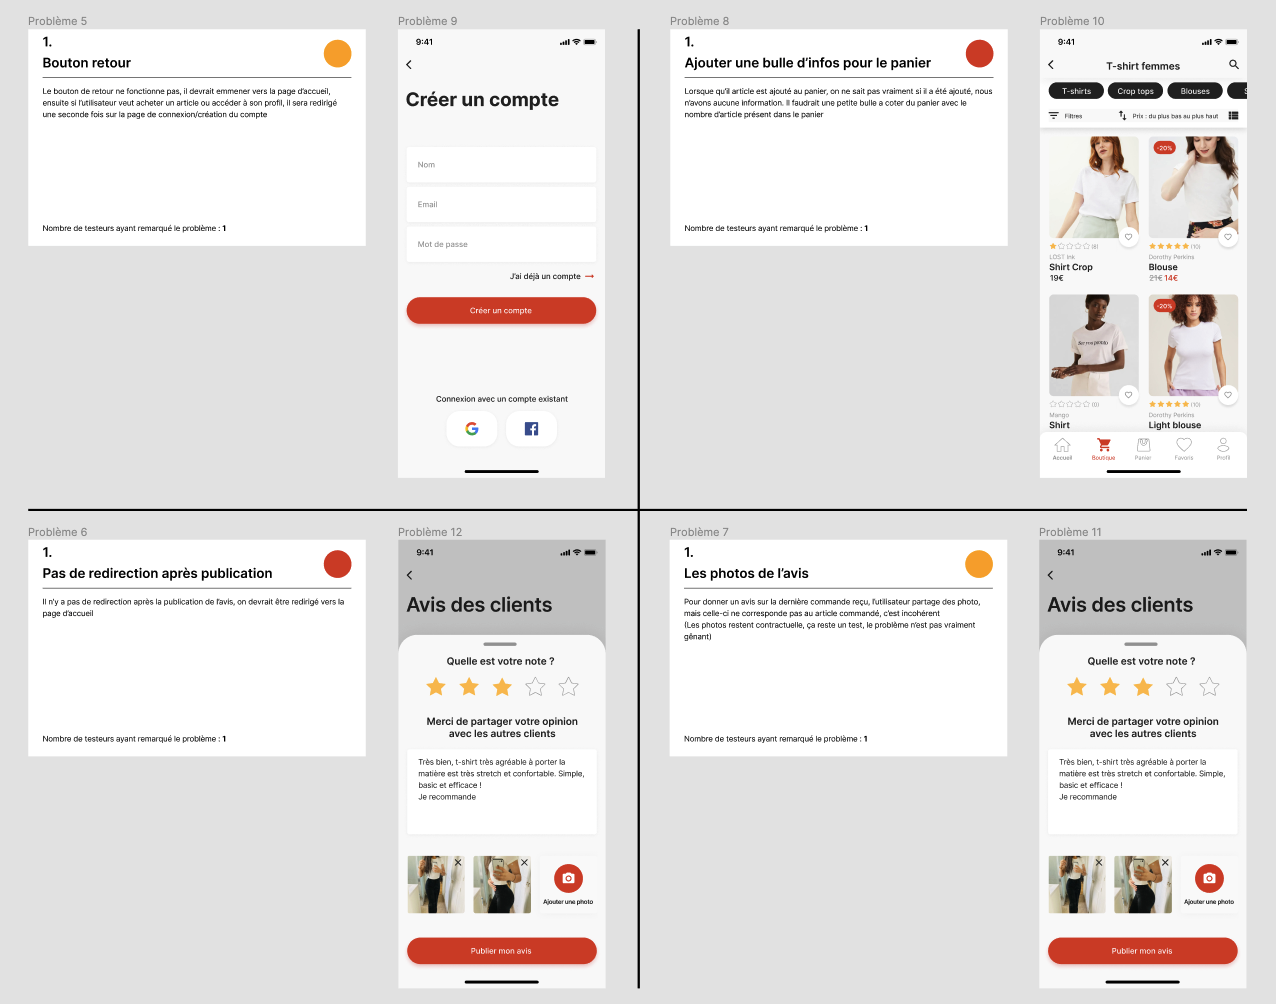 Problème 5
1.
Bouton retour
Le bouton de retour ne fonctionne pas, il devrait emmener vers la page d'accueil,
ensuite si l'utilisateur veut acheter un article ou accéder à son profil, il sera redirigé
une seconde fois sur la page de connexion/création du compte
Nombre de testeurs ayant remarqué le problème : 1
Problème 9
9:41
Créer un compte
Nom
Email
Mot de passe
J'ai déjà un compte
Créer un compte
Connexion avec un compte existant
Problème 8
1.
Ajouter une bulle d'infos pour le panier
Lorsque qu'il article est ajouté au panier, on ne sait pas vraiment si il a été ajouté, nous
n'avons aucune information. Il faudrait une petite bulle a coter du panier avec le
nombre d'article présent dans le panier
Nombre de testeurs ayant remarqué le problème : 1
Problème 10
9:41
T-shirt femmes
T-shirts
Crop tops
Blouses
S
Filtres
Prix : du plus bas au plus haut
-20%
(6)
(10)
LOST Ink
Dorothy Perkins
Shirt Crop
Blouse
19€
21€ 14€
-20%
(0)
(10)
Mango
Dorothy Perkins
Shirt
Light blouse
Accueil
Boutique
Panier
Favoris
Profil
Problème 6
1.
Pas de redirection après publication
Il n'y a pas de redirection après la publication de l'avis, on devrait être redirigé vers la
page d'accueil
Nombre de testeurs ayant remarqué le problème : 1
Problème 12
9:41
Avis des clients
Quelle est votre note ?
Merci de partager votre opinion
avec les autres clients
Très bien, t-shirt très agréable à porter la
matière est très stretch et confortable. Simple,
basic et efficace !
Je recommande
Ajouter une photo
Publier mon avis
Problème 7
1.
Les photos de l'avis
Pour donner un avis sur la dernière commande reçu, l'utilisateur partage des photo,
mais celle-ci ne corresponde pas au article commandé, c'est incohérent
(Les photos restent contractuelle, ça reste un test, le problème n'est pas vraiment
gênant)
Nombre de testeurs ayant remarqué le problème : 1
Problème 11
9:41
Avis des clients
Quelle est votre note ?
Merci de partager votre opinion
avec les autres clients
Très bien, t-shirt très agréable à porter la
matière est très stretch et confortable. Simple,
basic et efficace !
Je recommande
Ajouter une photo
Publier mon avis